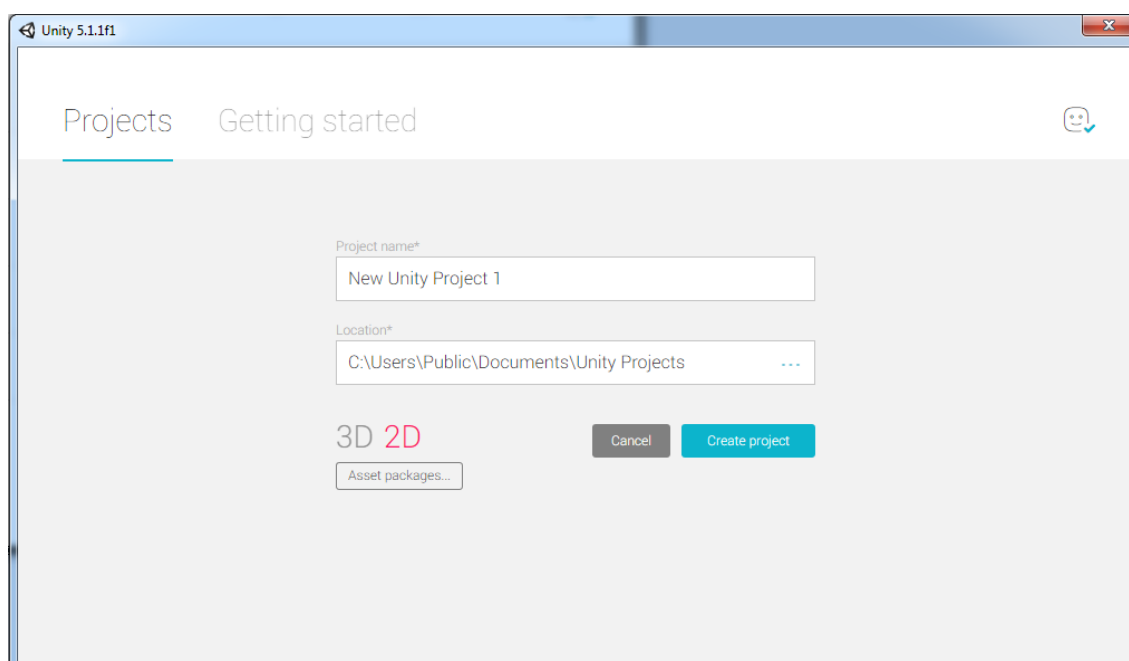 Unity 5.1.1f1
Projects Getting started
Project name*
New Unity Project 1
Location*
C:\Users\Public\Documents\Unity Projects ...
3D 2D Cancel Create project
Asset packages...